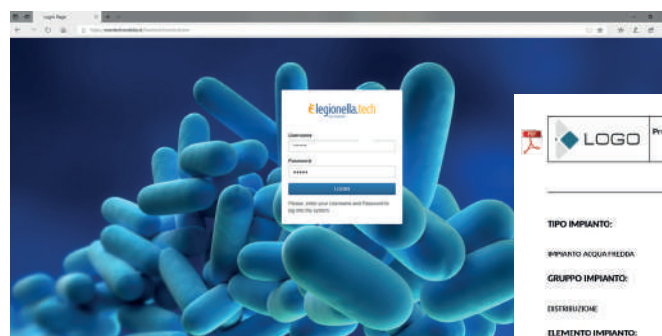 Login Page
legionella.tech
Username
Password
LOGIN
Please, enter your Username and Password to
log into the system.
PDF
LOGO
TIPO IMPIANTO:
IMPIANTO ACQUA FREDDA
GRUPPO IMPIANTO:
DISTRIBUZIONE
ELEMENTO IMPIANTO: